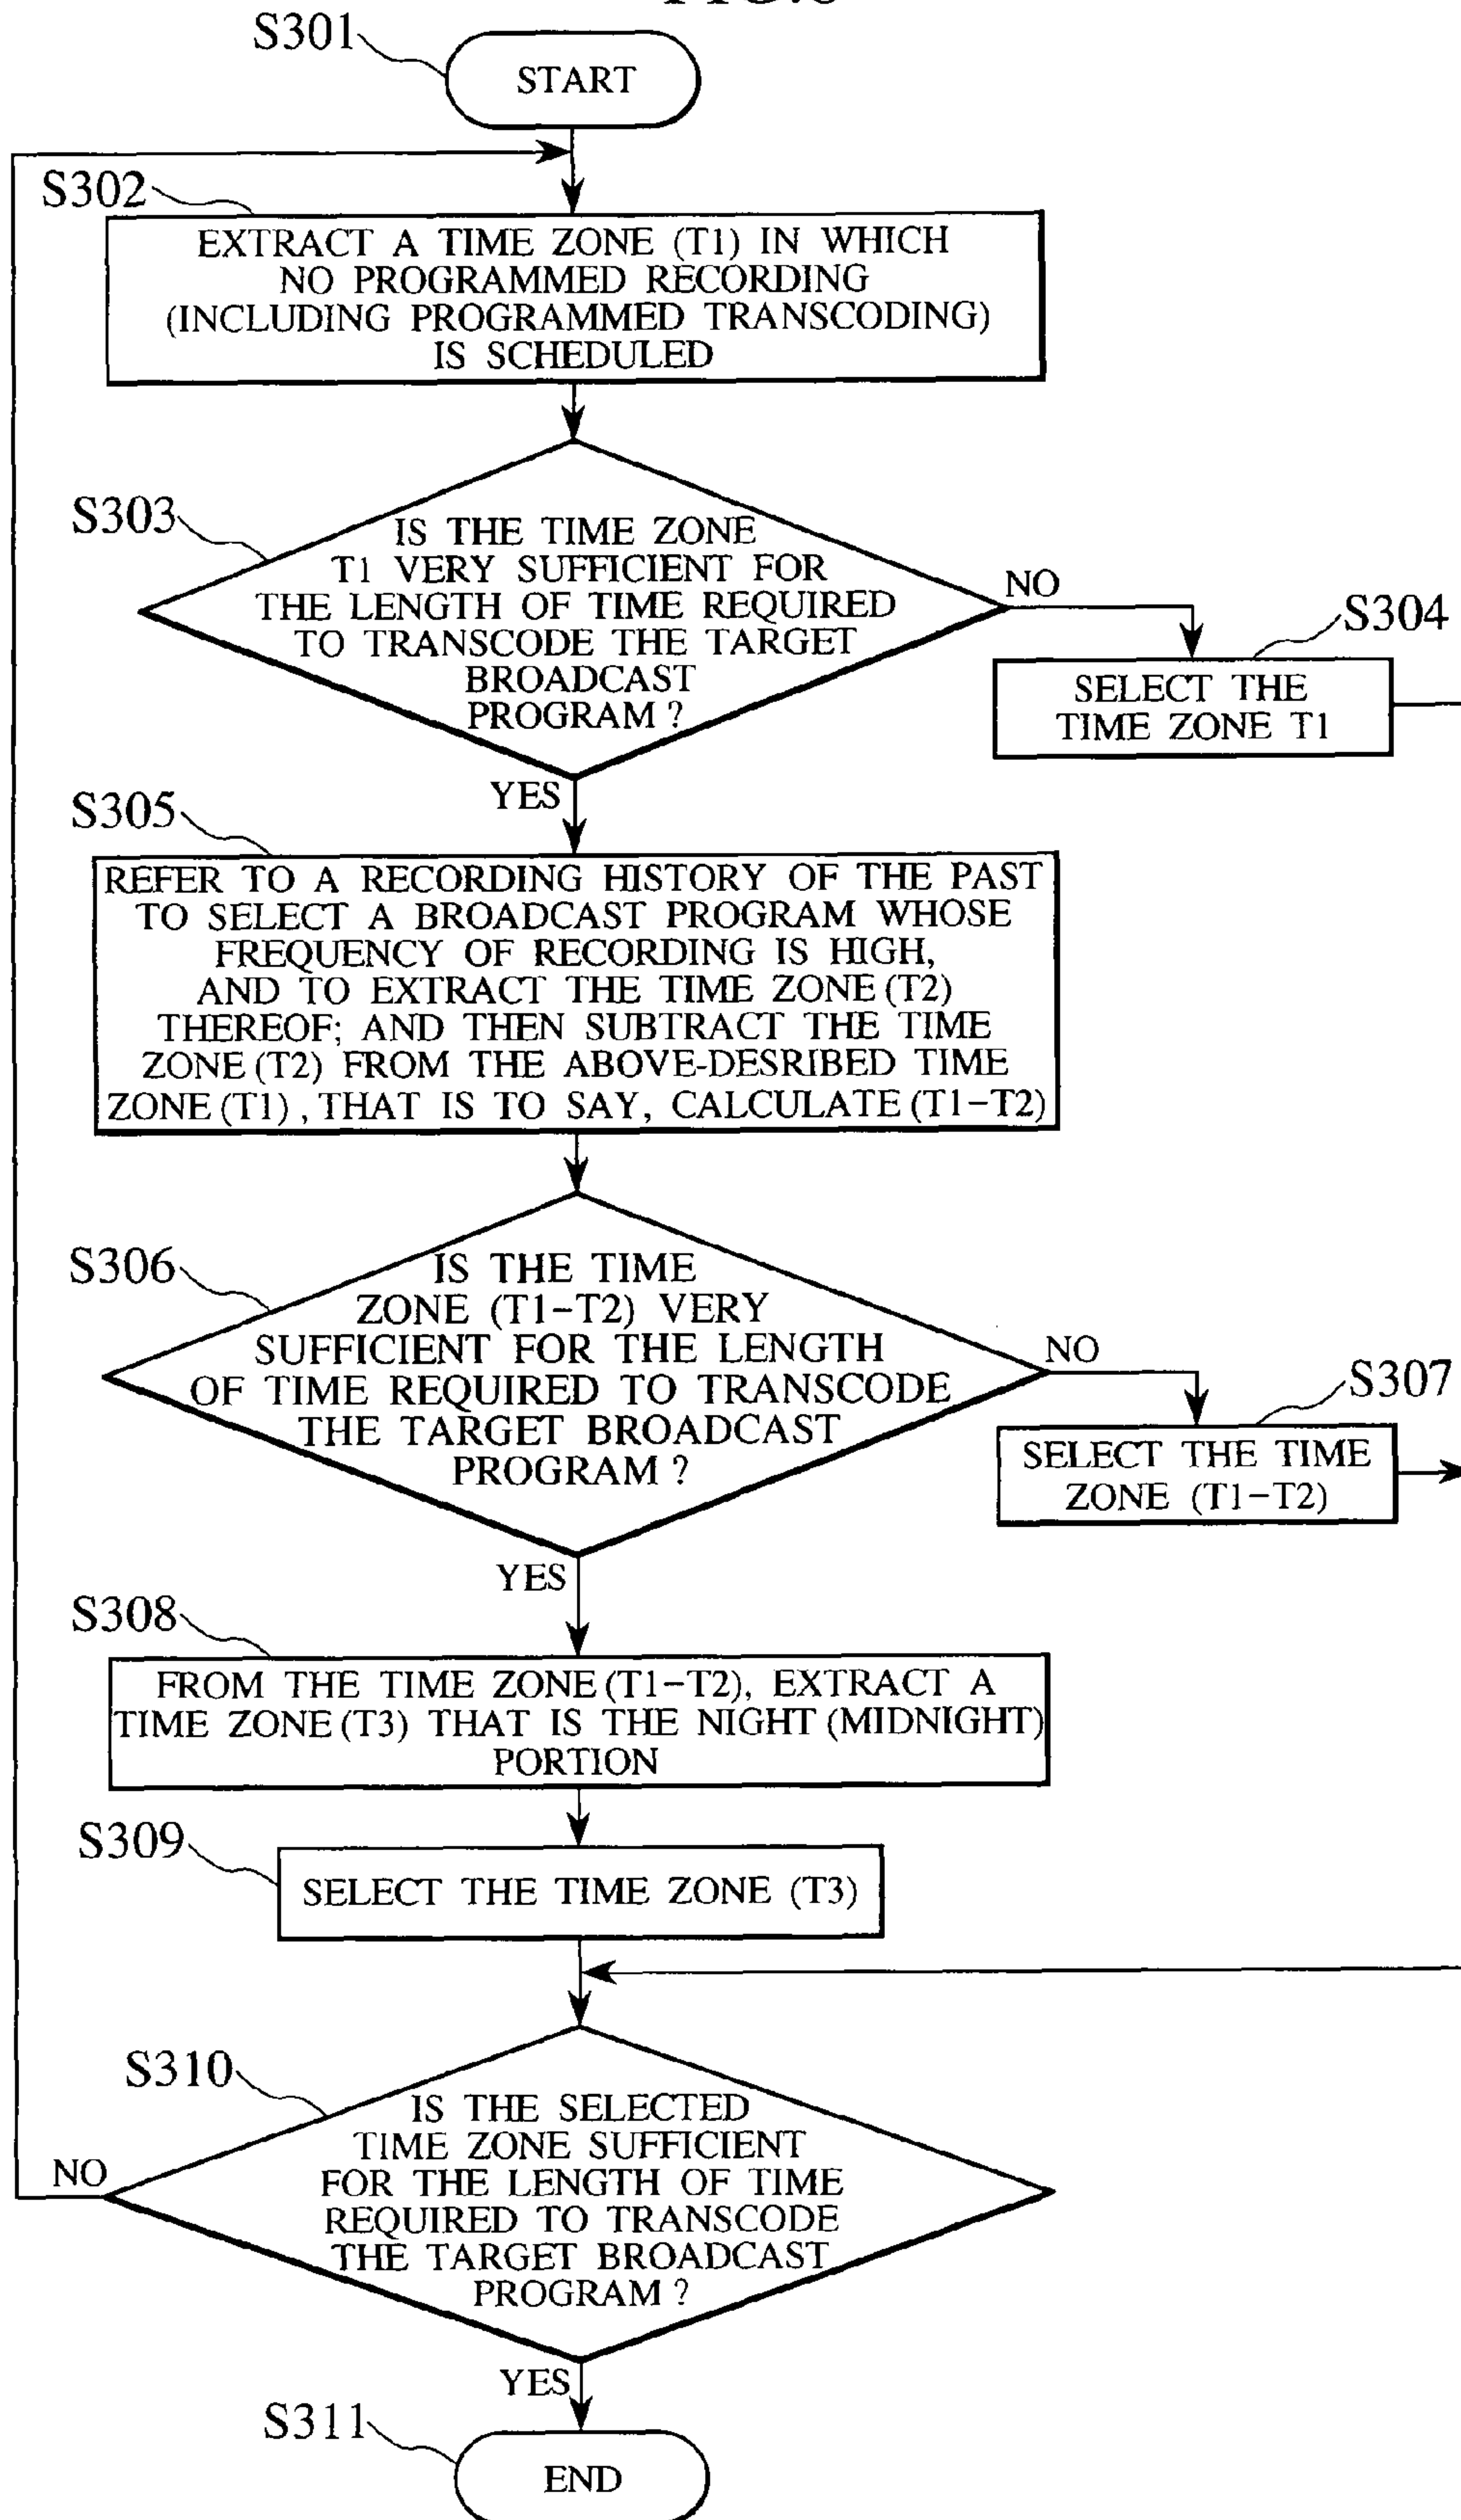 S301
START
S302
EXTRACT A TIME ZONE (T1) IN WHICH
NO PROGRAMMED RECORDING
(INCLUDING PROGRAMMED TRANSCODING)
IS SCHEDULED
S303
IS THE TIME ZONE
T1 VERY SUFFICIENT FOR
THE LENGTH OF TIME REQUIRED
TO TRANSCODE THE TARGET
BROADCAST
PROGRAM ?
NO
S304
SELECT THE
TIME ZONE T1
YES
S305
REFER TO A RECORDING HISTORY OF THE PAST
TO SELECT A BROADCAST PROGRAM WHOSE
FREQUENCY OF RECORDING IS HIGH,
AND TO EXTRACT THE TIME ZONE (T2)
THEREOF; AND THEN SUBTRACT THE TIME
ZONE (T2) FROM THE ABOVE-DESRIBED TIME
ZONE (T1) , THAT IS TO SAY, CALCULATE (T1-T2)
S306
IS THE TIME
ZONE (T1-T2) VERY
SUFFICIENT FOR THE LENGTH
OF TIME REQUIRED TO TRANSCODE
THE TARGET BROADCAST
PROGRAM ?
NO
S307
SELECT THE TIME
ZONE (T1-T2)
YES
S308
FROM THE TIME ZONE (T1-T2), EXTRACT A
TIME ZONE (T3) THAT IS THE NIGHT (MIDNIGHT)
PORTION
S309
SELECT THE TIME ZONE (T3)
S310
IS THE SELECTED
TIME ZONE SUFFICIENT
FOR THE LENGTH OF TIME
REQUIRED TO TRANSCODE
THE TARGET BROADCAST
PROGRAM ?
NO
YES
S311
END